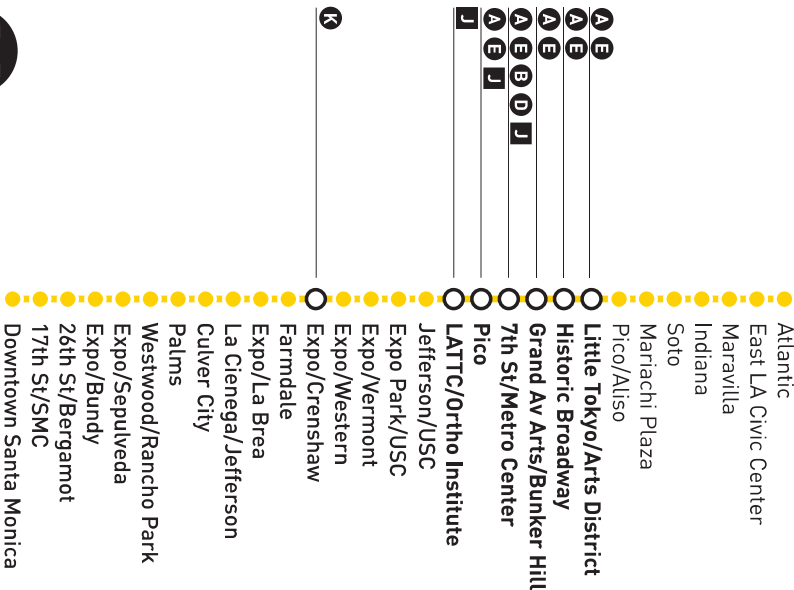 K
J
A E J
A E B D J
A E
A E
A E
Atlantic
East LA Civic Center
Maravilla
Indiana
Soto
Mariachi Plaza
Pico/Aliso
Little Tokyo/Arts District
Historic Broadway
Grand Av Arts/Bunker Hill
7th St/Metro Center
Pico
LATTC/Ortho Institute
Jefferson/USC
Expo Park/USC
Expo/Vermont
Expo/Western
Expo/Crenshaw
Farmdale
Expo/La Brea
La Cienega/Jefferson
Culver City
Palms
Westwood/Rancho Park
Expo/Sepulveda
Expo/Bundy
26th St/Bergamot
17th St/SMC
Downtown Santa Monica